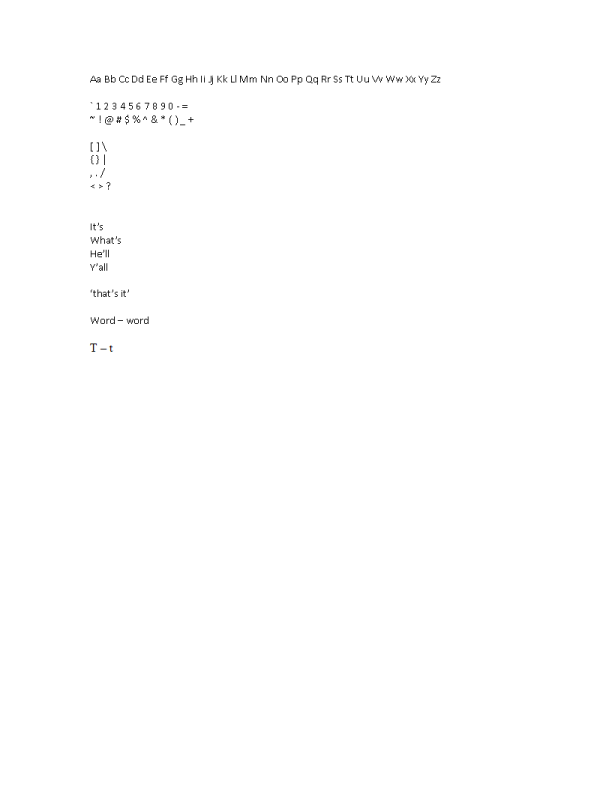 Aa Bb Cc Dd Ee Ff Gg Hh Ii Jj Kk Ll Mm Nn Oo Pp Qq Rr Ss Tt Uu Vv Ww Xx Yy Zz
` 1 2 3 4 5 6 7 8 9 0 - =
~ ! @ # $ % ^ & * ( ) _ +
[ ] \
{ } |
, . /
< > ?
It’s
What’s
He’ll
Y’all
‘that’s it’
Word – word
T – t